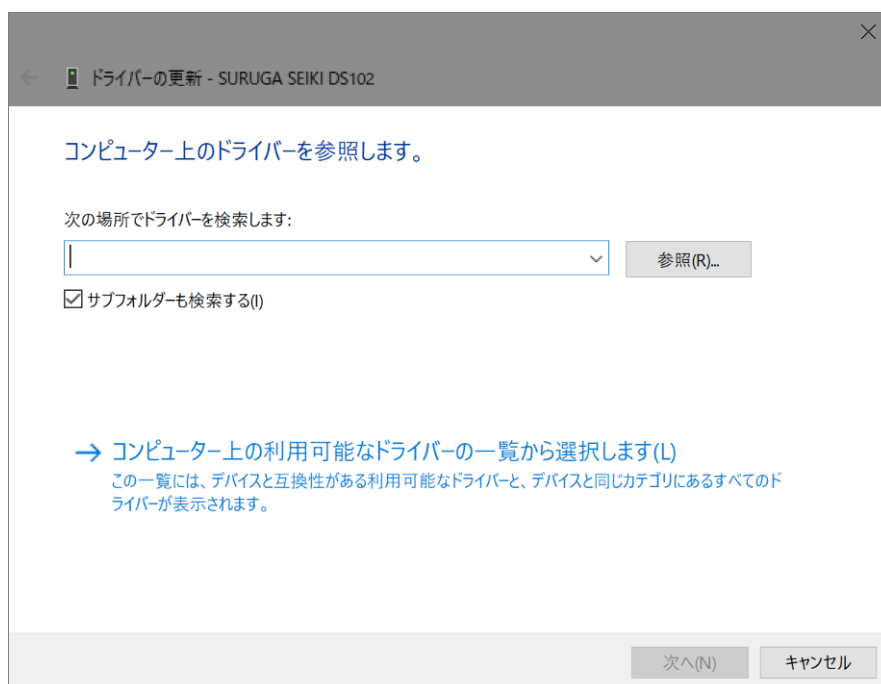 ドライバーの更新 - SURUGA SEIKI DS102
コンピューター上のドライバーを参照します。
次の場所でドライバーを検索します:
参照(R)...
サブフォルダーも検索する(I)
コンピューター上の利用可能なドライバーの一覧から選択します(L)
この一覧には、デバイスと互換性がある利用可能なドライバーと、デバイスと同じカテゴリにあるすべてのド
ライバーが表示されます。
次へ(N)
キャンセル